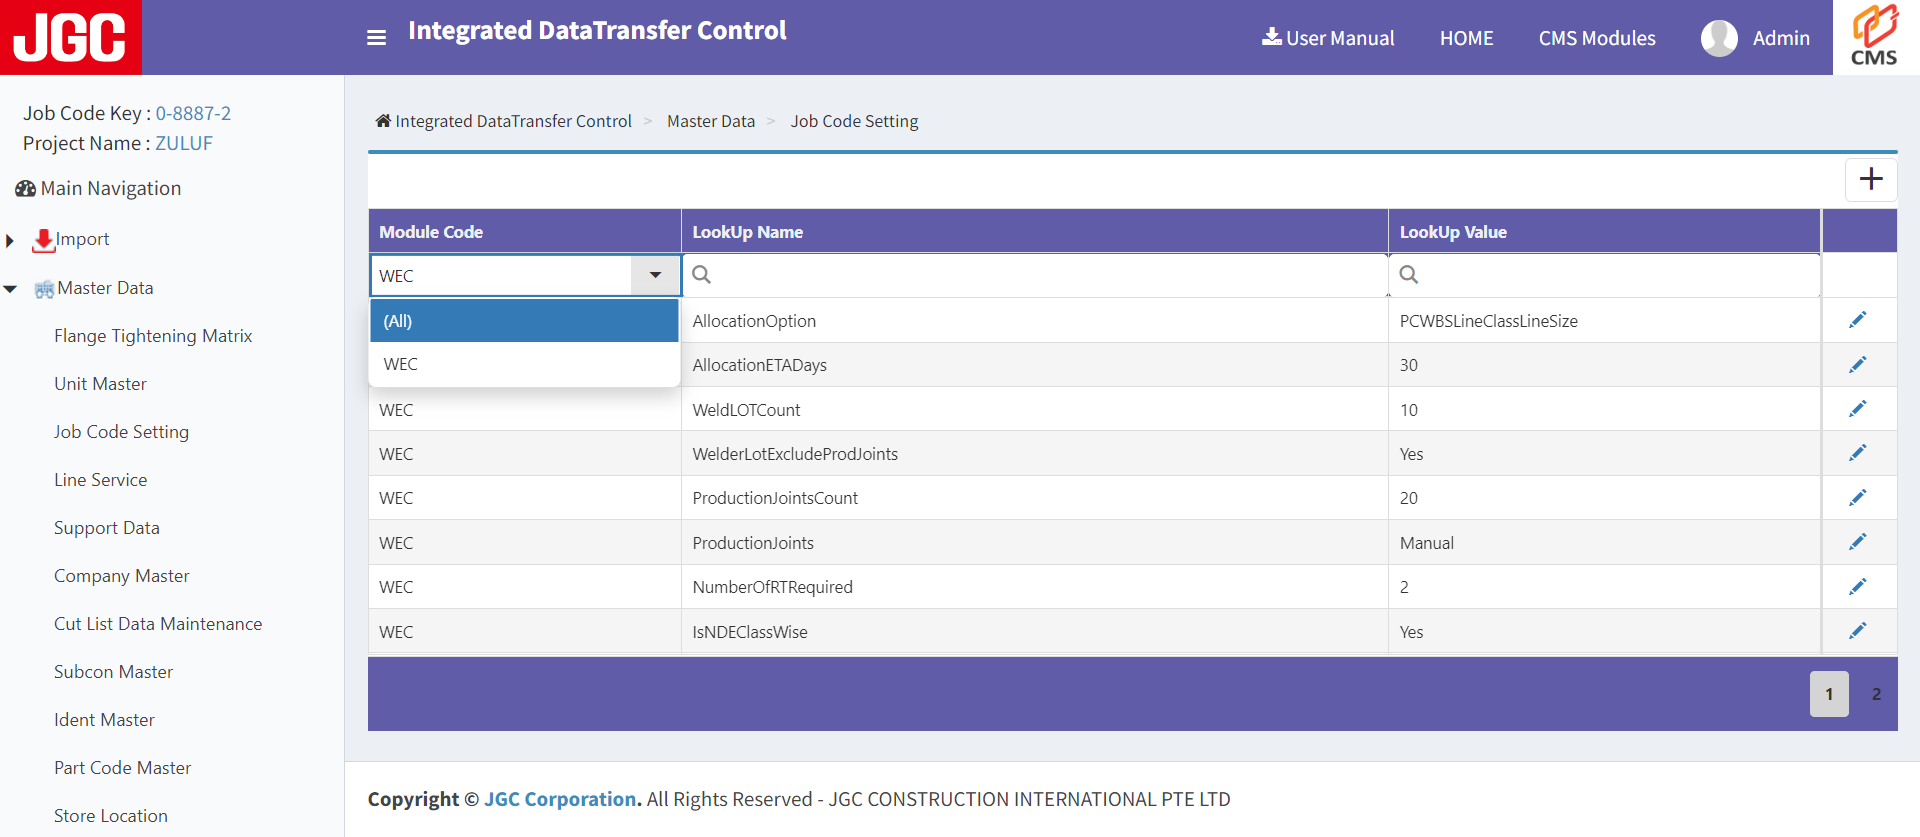 JGC
Integrated DataTransfer Control
User Manual
HOME
CMS Modules
Admin
CMS
Job Code Key : 0-8887-2
Project Name : ZULUF
Main Navigation
Import
Master Data
Flange Tightening Matrix
Unit Master
Job Code Setting
Line Service
Support Data
Company Master
Cut List Data Maintenance
Subcon Master
Ident Master
Part Code Master
Store Location
Integrated DataTransfer Control > Master Data > Job Code Setting
Module Code LookUp Name LookUp Value
WEC
(All)
WEC
AllocationOption PCWBSLineClassLineSize
AllocationETADays 30
WEC WeldLOTCount 10
WEC WelderLotExcludeProdJoints Yes
WEC ProductionJointsCount 20
WEC ProductionJoints Manual
WEC NumberOfRTRequired 2
WEC IsNDEClassWise Yes
1 2
Copyright © JGC Corporation. All Rights Reserved - JGC CONSTRUCTION INTERNATIONAL PTE LTD